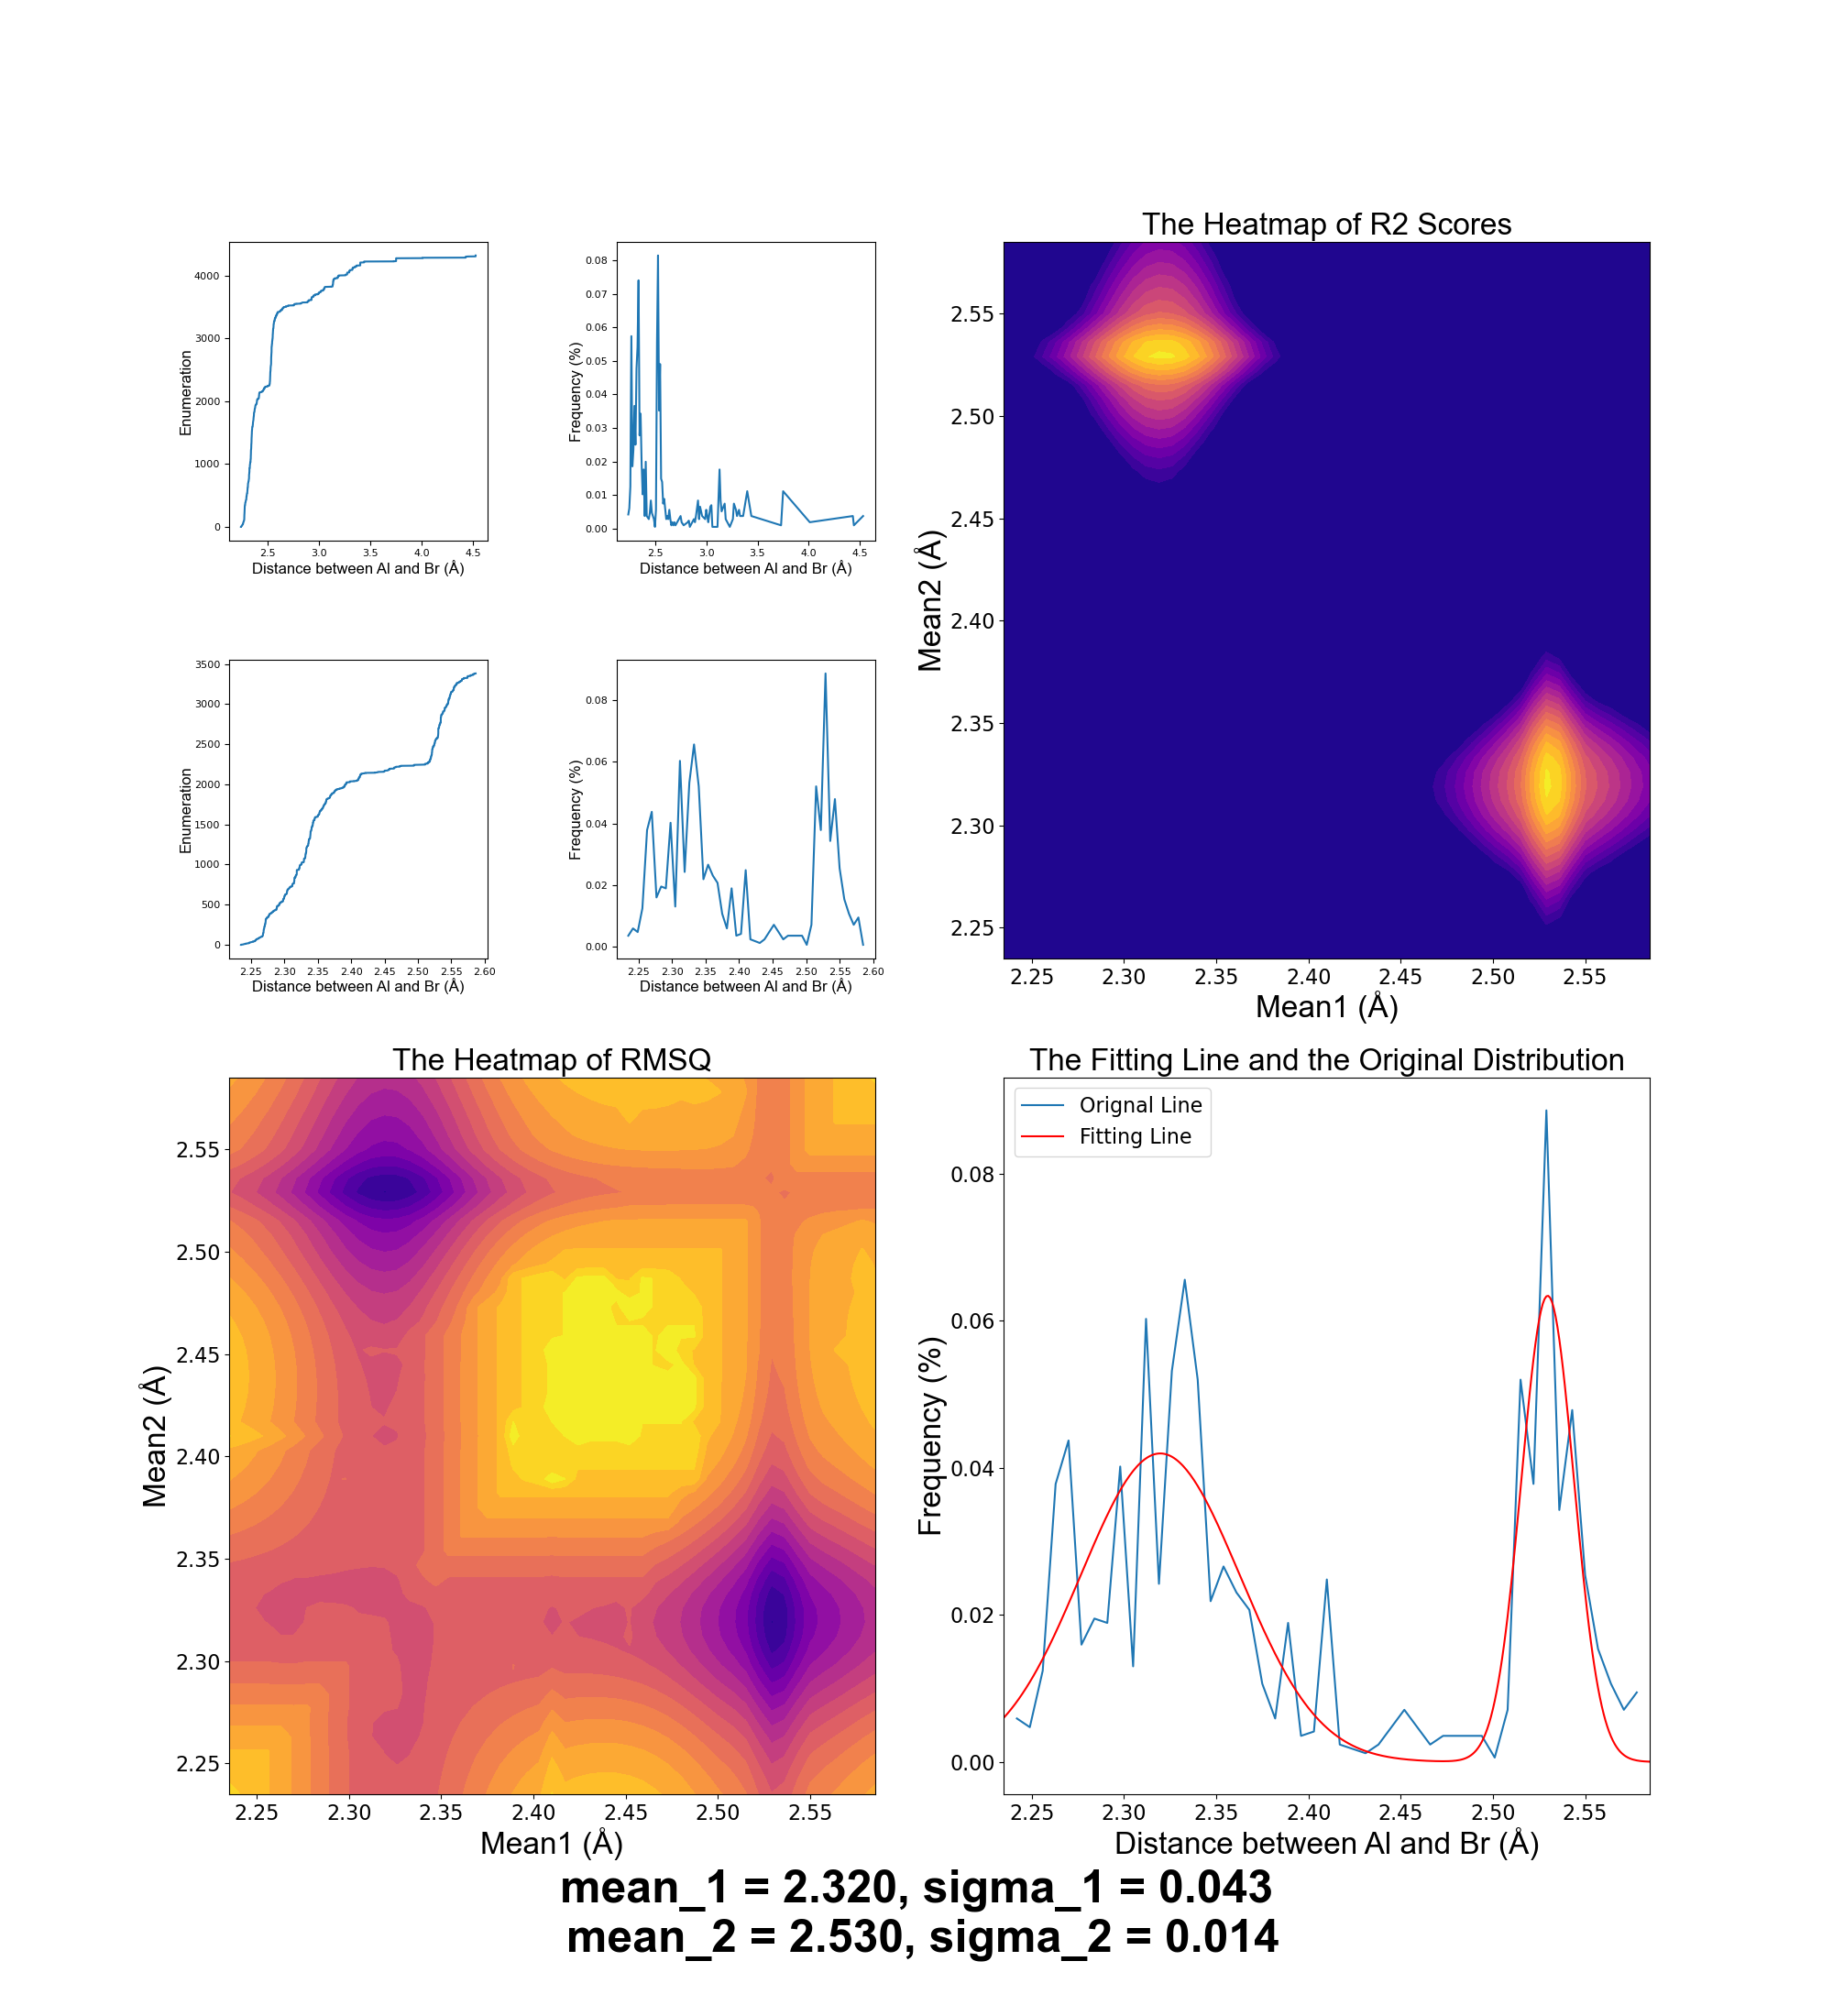 The Heatmap of R2 Scores
4000
3000
2000
1000
0
Enumeration
2.5 3.0 3.5 4.0 4.5
Distance between Al and Br (Å)
0.08
0.07
0.06
0.05
0.04
0.03
0.02
0.01
0.00
Frequency (%)
2.5 3.0 3.5 4.0 4.5
Distance between Al and Br (Å)
3500
3000
2500
2000
1500
1000
500
0
Enumeration
2.25 2.30 2.35 2.40 2.45 2.50 2.55 2.60
Distance between Al and Br (Å)
0.08
0.06
0.04
0.02
0.00
Frequency (%)
2.25 2.30 2.35 2.40 2.45 2.50 2.55 2.60
Distance between Al and Br (Å)
2.55
2.50
2.45
2.40
2.35
2.30
2.25
Mean2 (Å)
2.25 2.30 2.35 2.40 2.45 2.50 2.55
Mean1 (Å)
The Heatmap of RMSQ
2.55
2.50
2.45
2.40
2.35
2.30
2.25
Mean2 (Å)
2.25 2.30 2.35 2.40 2.45 2.50 2.55
Mean1 (Å)
The Fitting Line and the Original Distribution
Orignal Line
Fitting Line
0.08
0.06
0.04
0.02
0.00
Frequency (%)
2.25 2.30 2.35 2.40 2.45 2.50 2.55
Distance between Al and Br (Å)
mean_1 = 2.320, sigma_1 = 0.043
mean_2 = 2.530, sigma_2 = 0.014